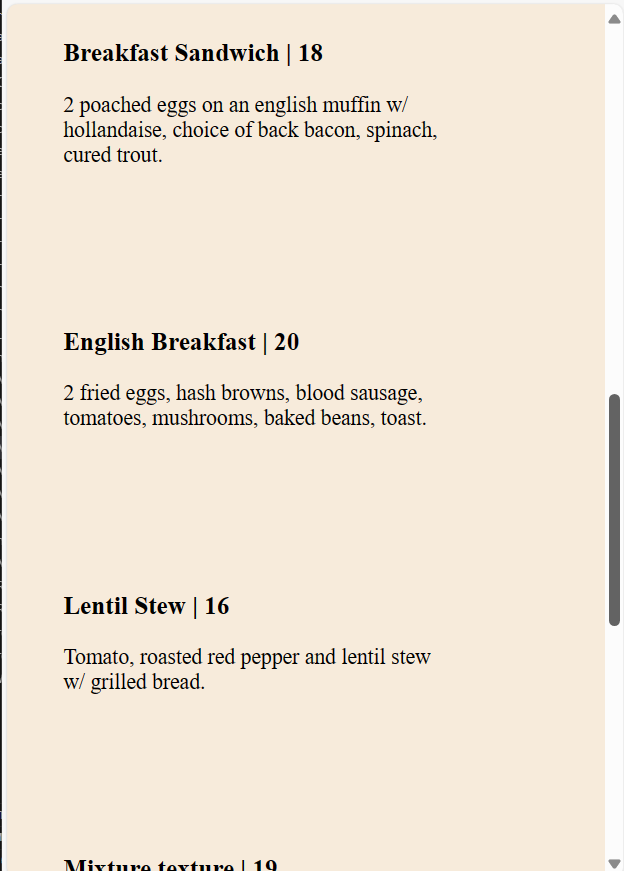 Breakfast Sandwich | 18
2 poached eggs on an english muffin w/
hollandaise, choice of back bacon, spinach,
cured trout.
English Breakfast | 20
2 fried eggs, hash browns, blood sausage,
tomatoes, mushrooms, baked beans, toast.
Lentil Stew | 16
Tomato, roasted red pepper and lentil stew
w/ grilled bread.
Mixture texture | 19